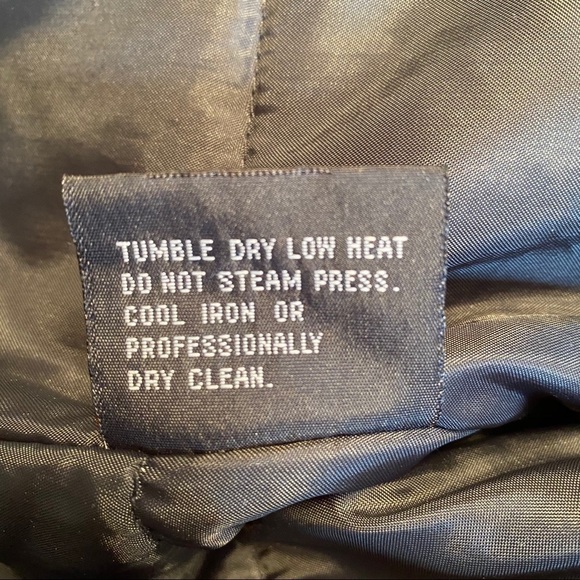 TUMBLE DRY LOW HEAT
DO NOT STEAM PRESS.
COOL IRON OR
PROFESSIONALLY
DRY CLEAN.